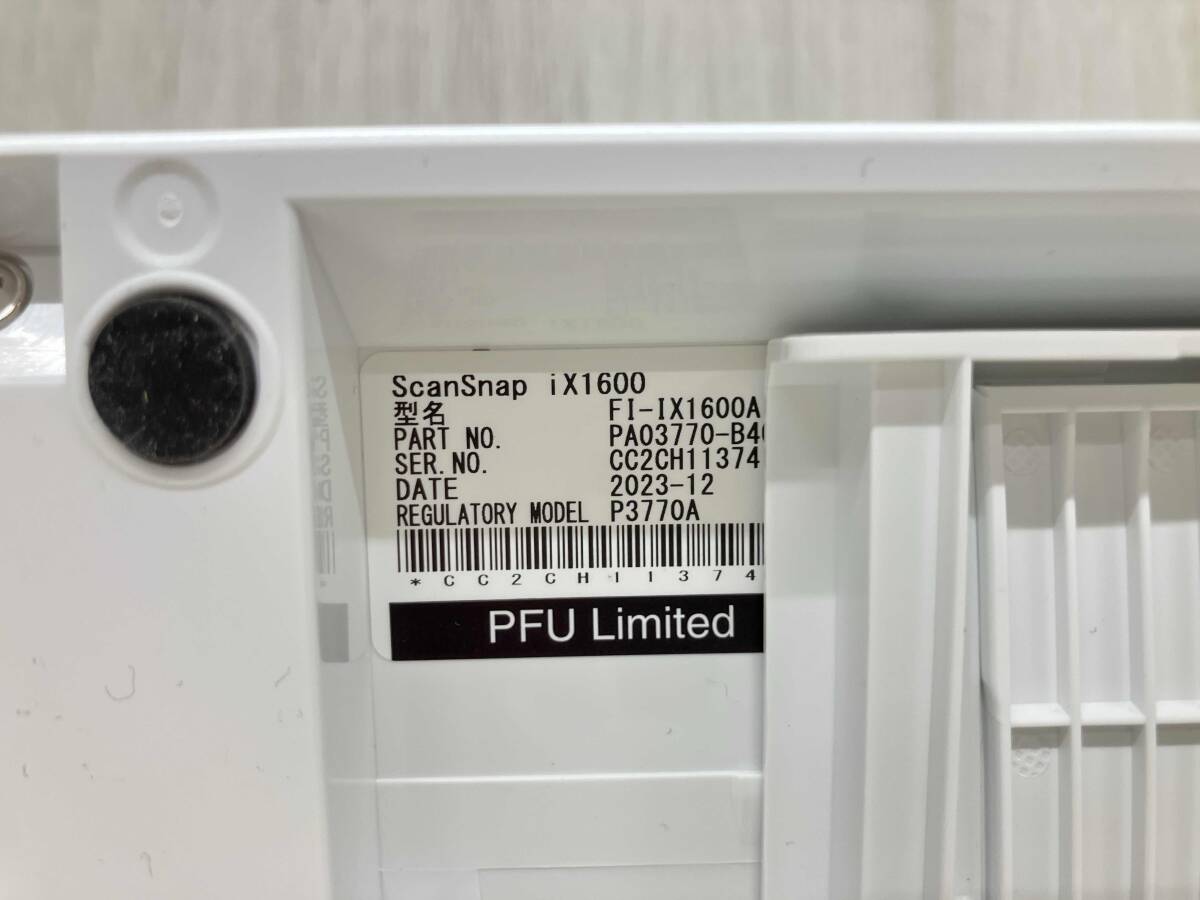 ScanSnap iX1600
型名 FI-IX1600A
PART NO. PA03770-B4
SER.NO. CC2CH11374
DATE 2023-12
REGULATORY MODEL P3770A
*CC2CH11374
PFU Limited